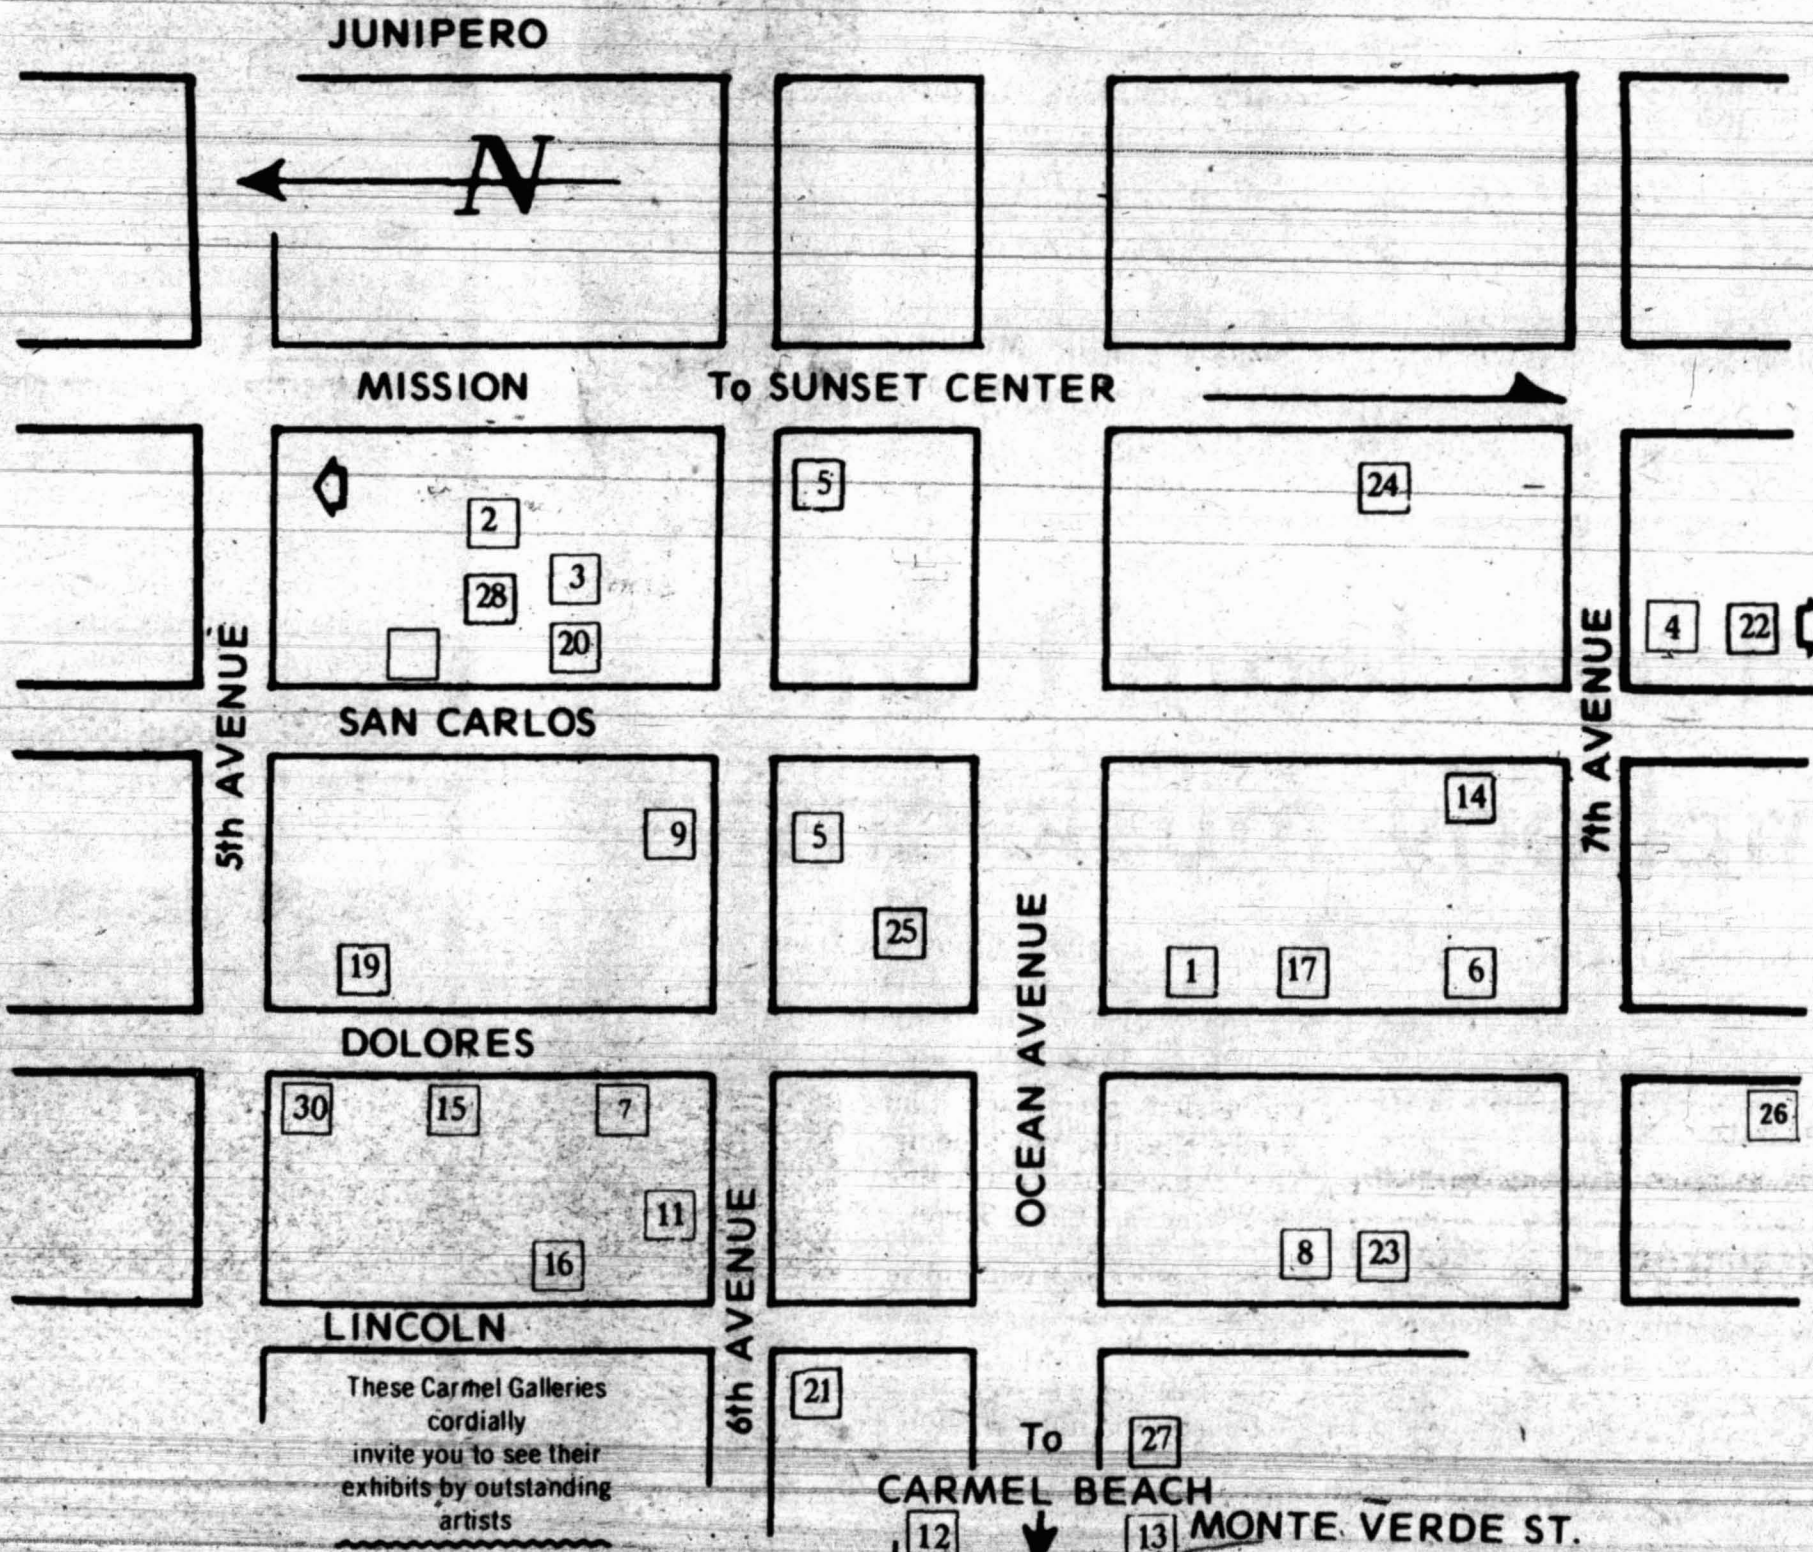 JUNIPERO
N
MISSION
To SUNSET CENTER
5
24
2
3
28
20
4
22
5th AVENUE
7th AVENUE
SAN CARLOS
14
9
5
25
19
1
17
6
OCEAN AVENUE
DOLORES
30
15
7
26
11
16
8
23
6th AVENUE
LINCOLN
These Carmel Galleries
cordially
invite you to see their
exhibits by outstanding
artists
21
To
27
CARMEL BEACH
12
13
MONTE VERDE ST.